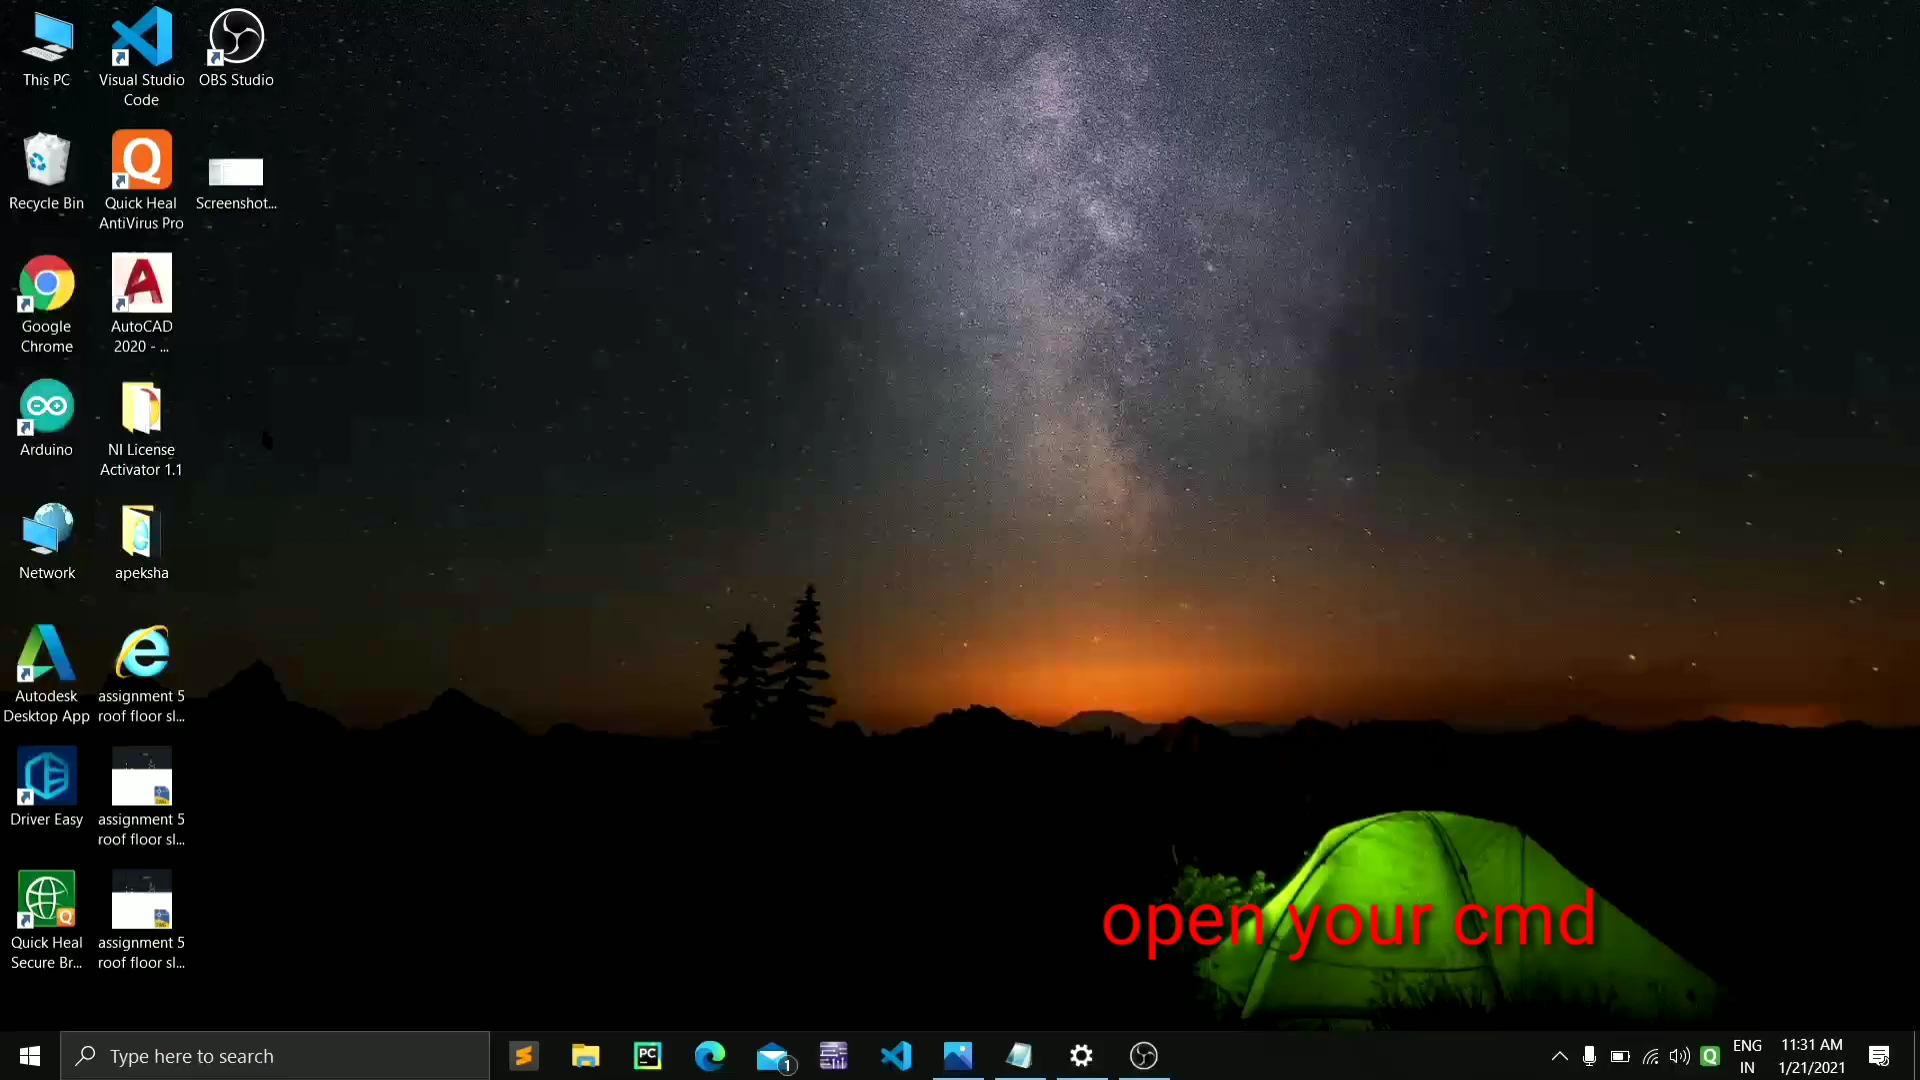 This PC
Visual Studio
Code
OBS Studio
Recycle Bin
Quick Heal
AntiVirus Pro
Screenshot...
Google
Chrome
AutoCAD
2020 - ...
Arduino
NI License
Activator 1.1
Network
apeksha
Autodesk
Desktop App
assignment 5
roof floor sl...
Driver Easy
assignment 5
roof floor sl...
Quick Heal
Secure Br...
assignment 5
roof floor sl...
open your cmd
Type here to search
PC
1
ENG
IN
11:31 AM
1/21/2021